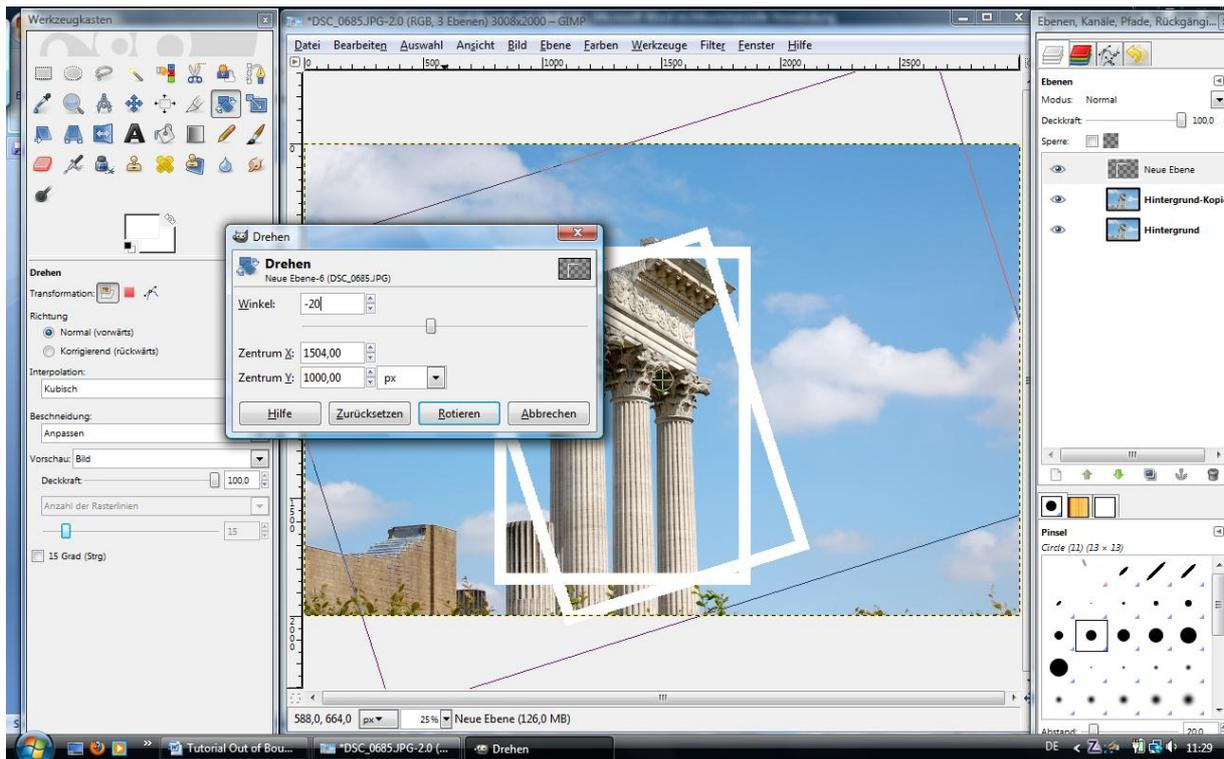 Werkzeugkasten
*DSC_0685.JPG-2.0 (RGB, 3 Ebenen) 3008x2000 – GIMP
Ebenen, Kanäle, Pfade, Rückgängi...
Datei Bearbeiten Auswahl Ansicht Bild Ebene Farben Werkzeuge Filter Fenster Hilfe
0 500 1000 1500 2000 2500
0
1500
2000
Drehen
Transformation:
Richtung
Normal (vorwärts)
Korrigierend (rückwärts)
Interpolation:
Kubisch
Beschneidung:
Anpassen
Vorschau: Bild
Deckkraft 100,0
Anzahl der Rasterlinien
15
15 Grad (Strg)
Drehen
Drehen
Neue Ebene-6 (DSC_0685.JPG)
Winkel: -20
Zentrum X: 1504,00
Zentrum Y: 1000,00 px
Hilfe Zurücksetzen Rotieren Abbrechen
588,0, 664,0 px 25% Neue Ebene (126,0 MB)
Ebenen
Modus: Normal
Deckkraft: 100,0
Sperre:
Neue Ebene
Hintergrund-Kopi
Hintergrund
Pinsel
Circle (11) (13 × 13)
Abstand: 20,0
Tutorial Out of Bou... *DSC_0685.JPG-2.0 (... Drehen DE 11:29